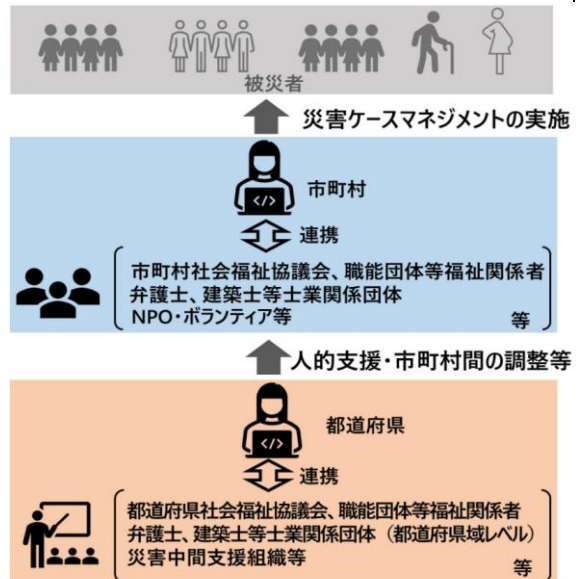 被災者
災害ケースマネジメントの実施
</>
市町村
連携
市町村社会福祉協議会、職能団体等福祉関係者
弁護士、建築士等士業関係団体
NPO・ボランティア等
等
人的支援・市町村間の調整等
</>
都道府県
連携
都道府県社会福祉協議会、職能団体等福祉関係者
弁護士、建築士等士業関係団体（都道府県域レベル）
災害中間支援組織等
等